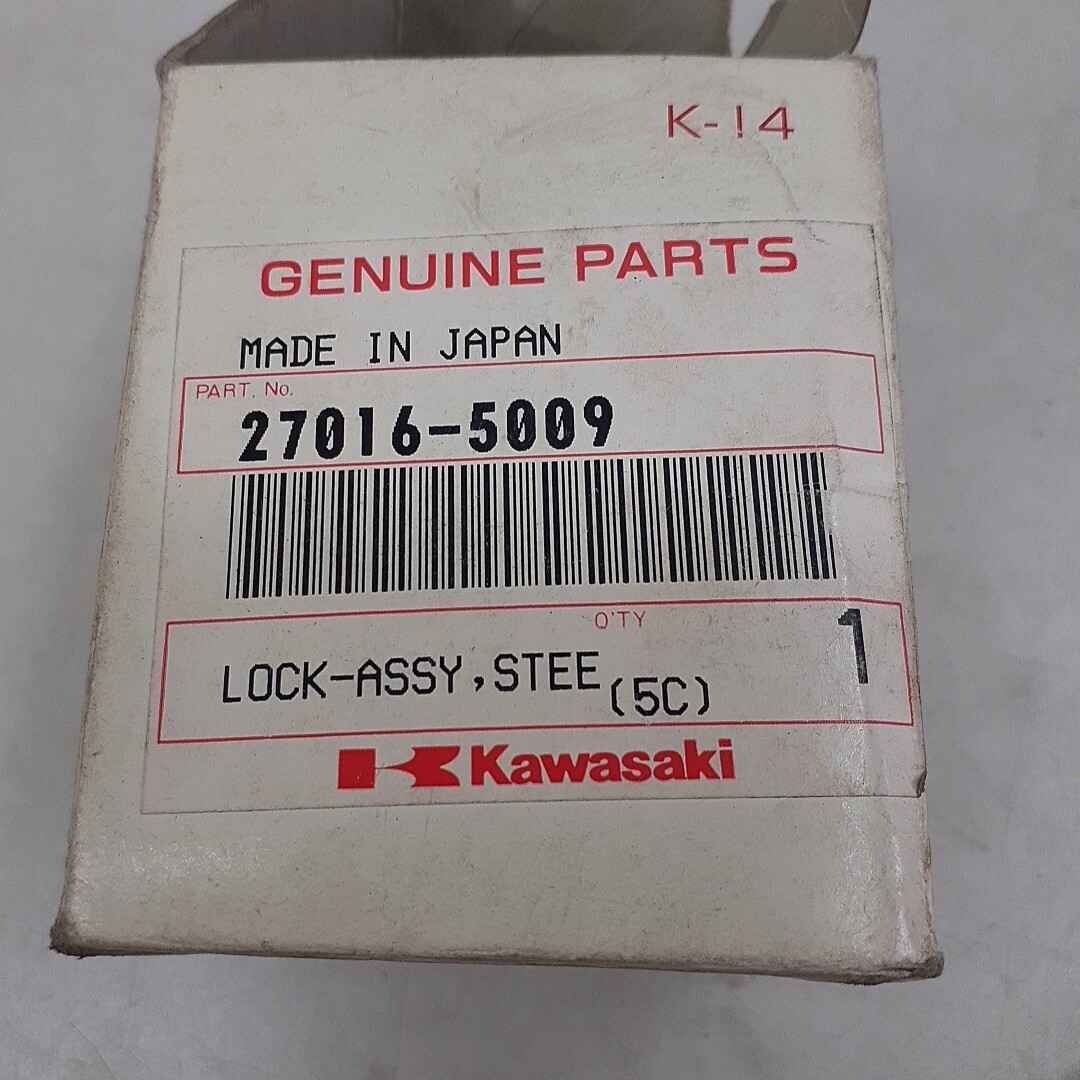 K-14
GENUINE PARTS
MADE IN JAPAN
PART. No.
27016-5009
Q'TY
1
LOCK-ASSY,STEE (5C)
Kawasaki